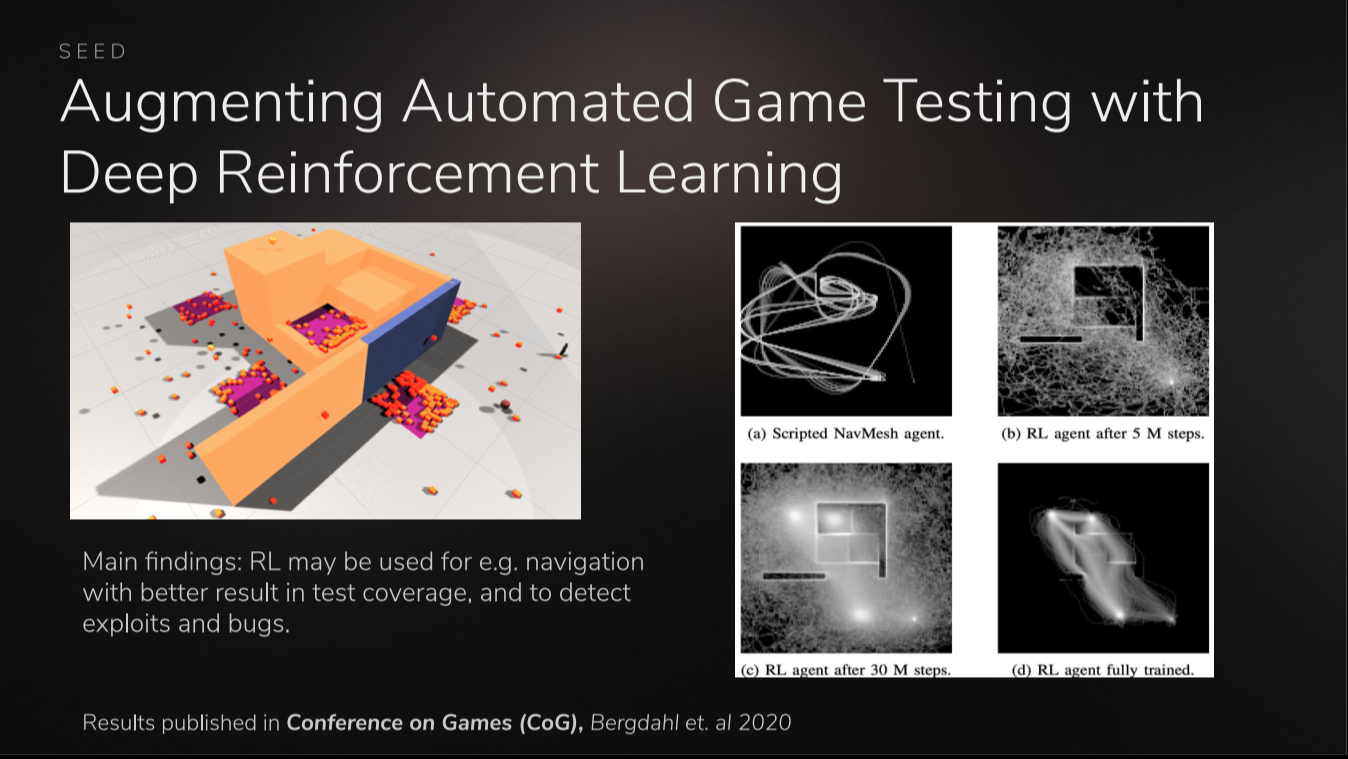 SEED
Augmenting Automated Game Testing with
Deep Reinforcement Learning
(a) Scripted NavMesh agent.
(b) RL agent after 5 M steps.
(c) RL agent after 30 M steps.
(d) RL agent fully trained.
Main findings: RL may be used for e.g. navigation
with better result in test coverage, and to detect
exploits and bugs.
Results published in Conference on Games (CoG), Bergdahl et. al 2020